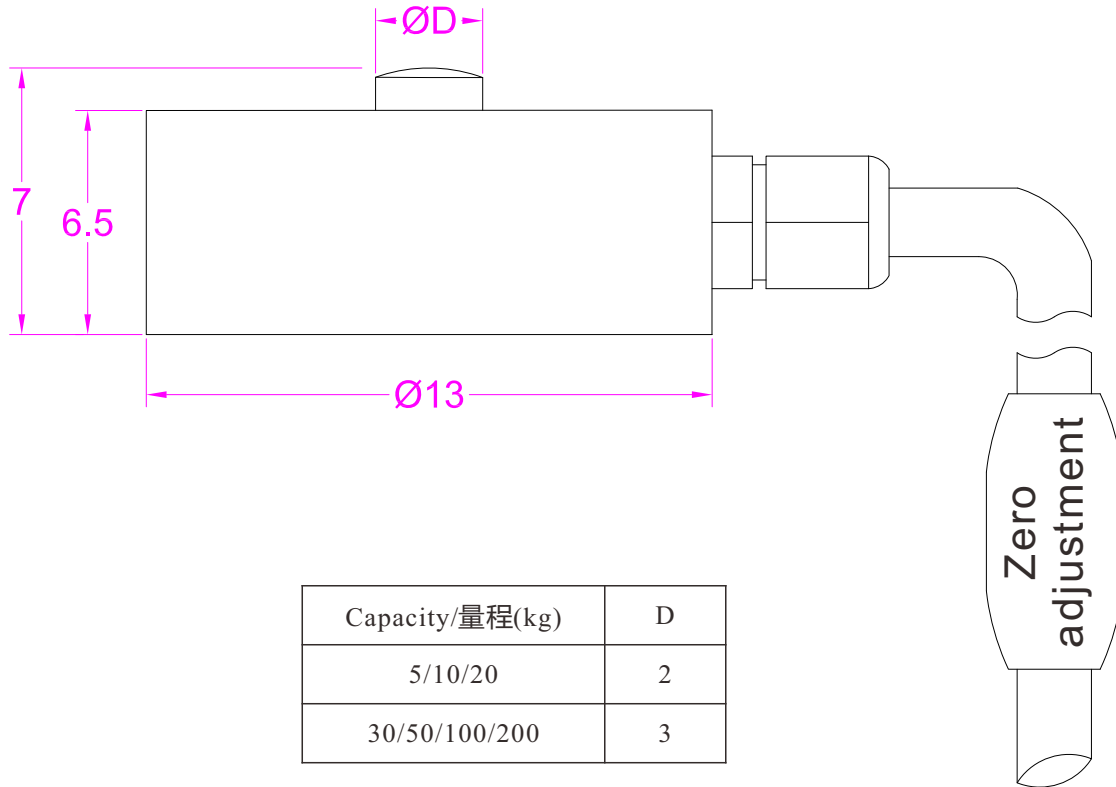 ØD
7
6.5
Ø13
Zero
adjustment
Capacity/量程(kg) D
5/10/20 2
30/50/100/200 3